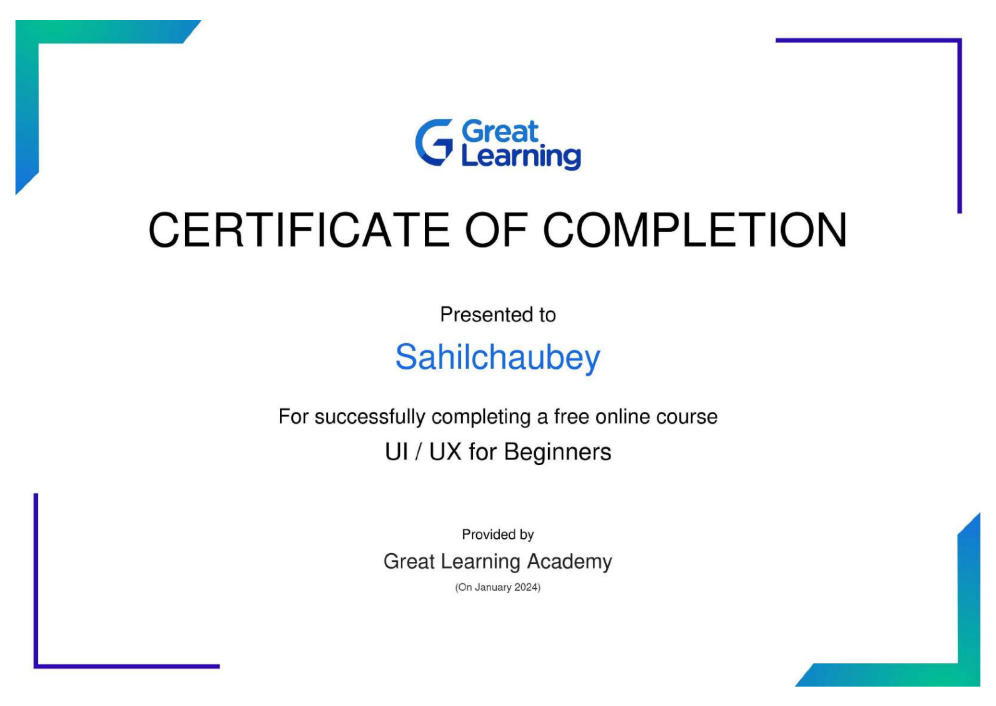 Great
Learning
CERTIFICATE OF COMPLETION
Presented to
Sahilchaubey
For successfully completing a free online course
UI / UX for Beginners
Provided by
Great Learning Academy
(On January 2024)